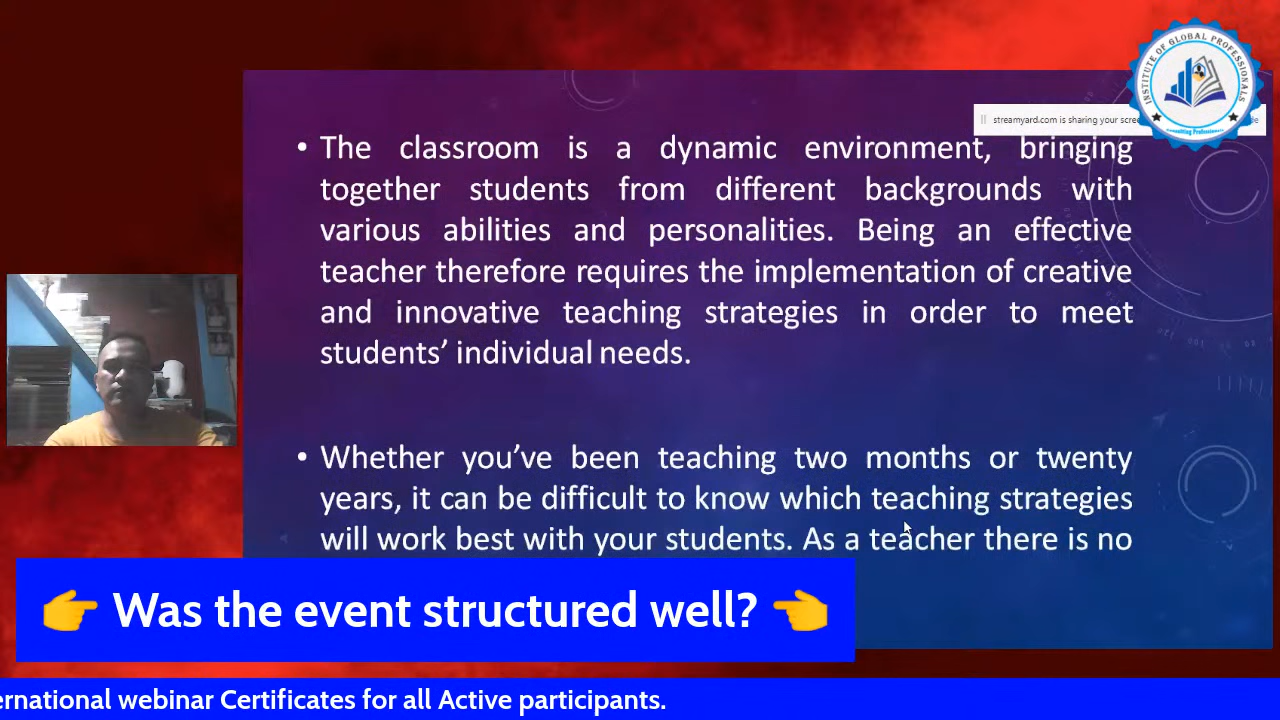 INSTITUTE OF GLOBAL PROFESSIONALS
Connecting Professionals
streamyard.com is sharing your scree
• The classroom is a dynamic environment, bringing
together students from different backgrounds with
various abilities and personalities. Being an effective
teacher therefore requires the implementation of creative
and innovative teaching strategies in order to meet
students’ individual needs.
• Whether you’ve been teaching two months or twenty
years, it can be difficult to know which teaching strategies
will work best with your students. As a teacher there is no
👉 Was the event structured well? 👈
ernational webinar Certificates for all Active participants.